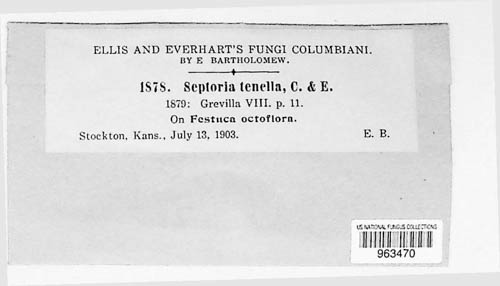 ELLIS AND EVERHART'S FUNGI COLUMBIANI.
BY E BARTHOLOMEW.
1878. Septoria tenella, C. & E.
1879: Grevilla VIII. p. 11.
On Festuca octoflora.
Stockton, Kans., July 13, 1903. E. B.
US NATIONAL FUNGUS COLLECTIONS
963470